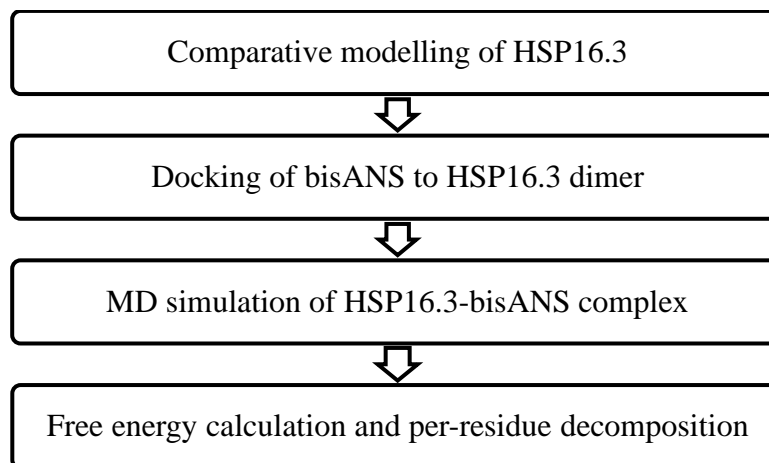 Comparative modelling of HSP16.3
Docking of bisANS to HSP16.3 dimer
MD simulation of HSP16.3-bisANS complex
Free energy calculation and per-residue decomposition